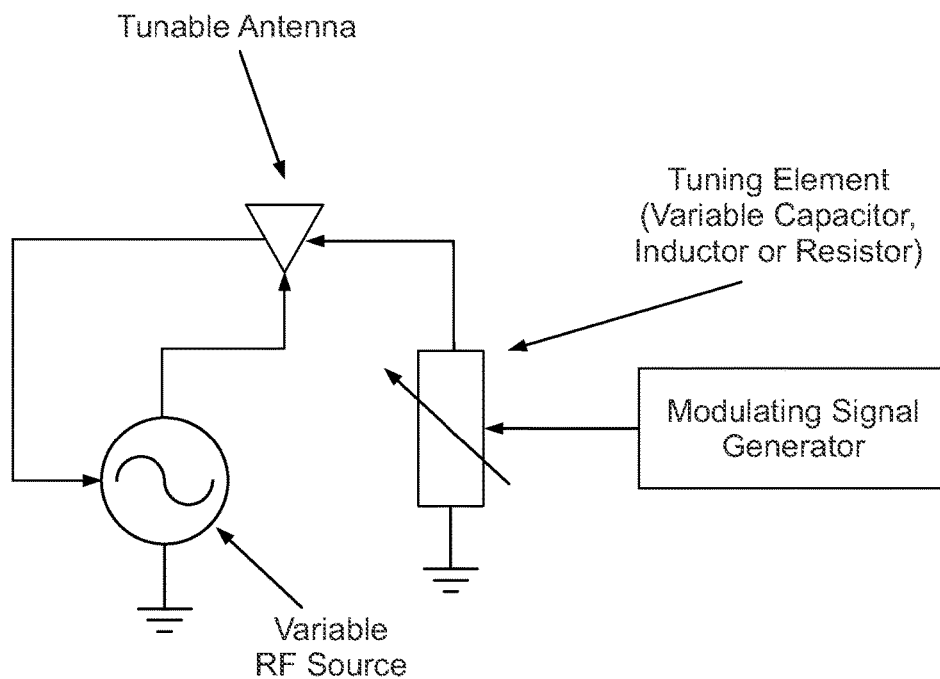 Tunable Antenna
Tuning Element
(Variable Capacitor,
Inductor or Resistor)
Modulating Signal
Generator
Variable
RF Source